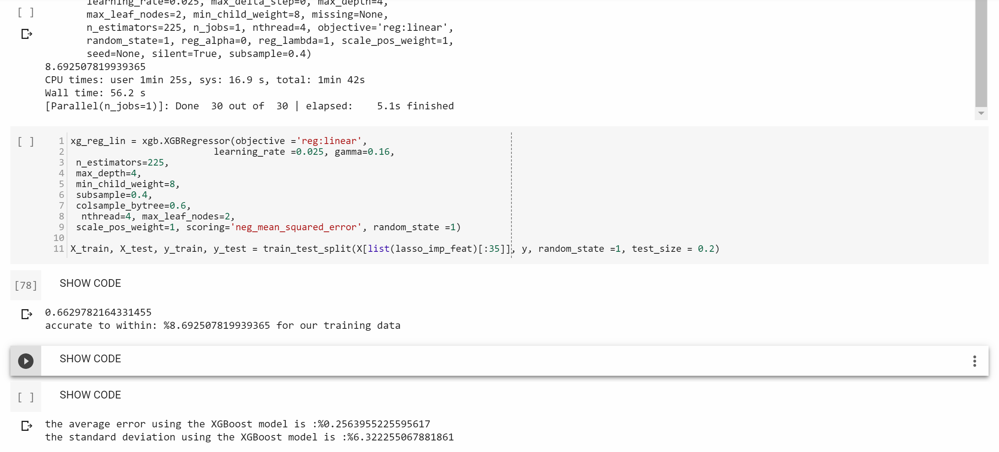 learning_rate=0.025, max_delta_step=0, max_depth=4,
[ ] max_leaf_nodes=2, min_child_weight=8, missing=None,
n_estimators=225, n_jobs=1, nthread=4, objective='reg:linear',
random_state=1, reg_alpha=0, reg_lambda=1, scale_pos_weight=1,
seed=None, silent=True, subsample=0.4)
8.692507819939365
CPU times: user 1min 25s, sys: 16.9 s, total: 1min 42s
Wall time: 56.2 s
[Parallel(n_jobs=1)]: Done  30 out of  30 | elapsed:    5.1s finished
[ ] 1 xg_reg_lin = xgb.XGBRegressor(objective ='reg:linear',
2                           learning_rate =0.025, gamma=0.16,
3  n_estimators=225,
4  max_depth=4,
5  min_child_weight=8,
6  subsample=0.4,
7  colsample_bytree=0.6,
8   nthread=4, max_leaf_nodes=2,
9  scale_pos_weight=1, scoring='neg_mean_squared_error', random_state =1)
10
11 X_train, X_test, y_train, y_test = train_test_split(X[list(lasso_imp_feat)[:35]], y, random_state =1, test_size = 0.2)
[78] SHOW CODE
0.6629782164331455
accurate to within: %8.692507819939365 for our training data
SHOW CODE
[ ] SHOW CODE
the average error using the XGBoost model is :%0.2563955225595617
the standard deviation using the XGBoost model is :%6.322255067881861